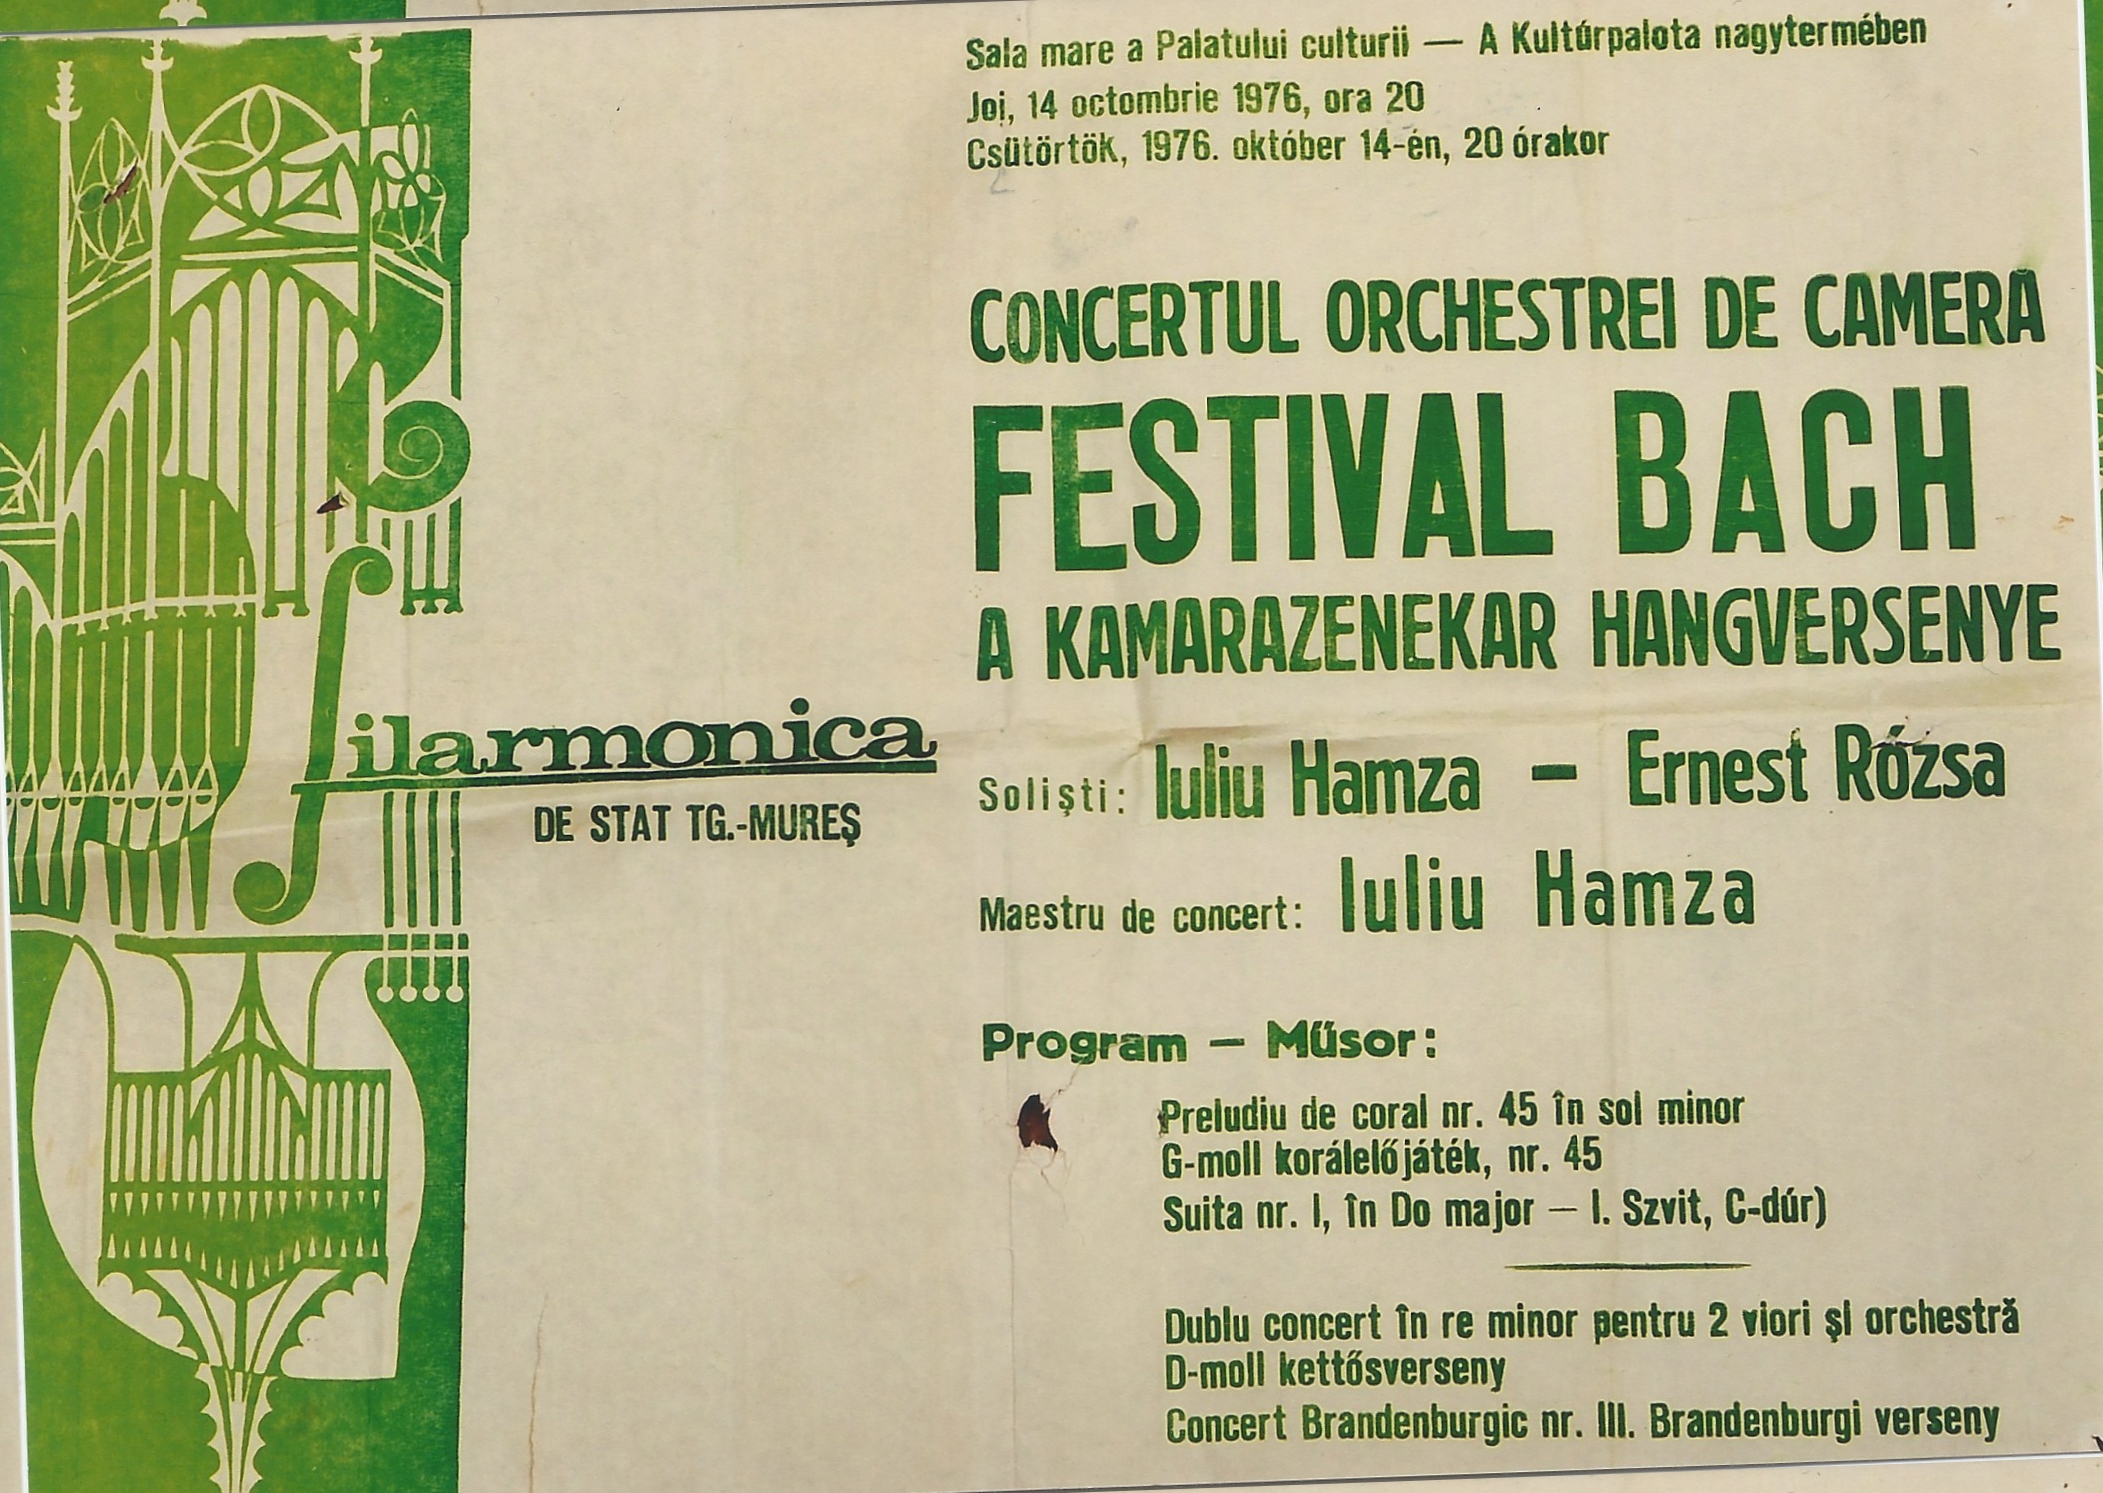 Sala mare a Palatului culturii — A Kultúrpalota nagytermében
Joi, 14 octombrie 1976, ora 20
Csütörtök, 1976. október 14-én, 20 órakor
CONCERTUL ORCHESTREI DE CAMERA
FESTIVAL BACH
A KAMARAZENEKAR HANGVERSENYE
filarmonica
DE STAT TG.-MUREŞ
Solişti: Iuliu Hamza – Ernest Rózsa
Maestru de concert: Iuliu Hamza
Program — Műsor:
Preludiu de coral nr. 45 în sol minor
G-moll korálelőjáték, nr. 45
Suita nr. I, în Do major — I. Szvit, C-dúr)
Dublu concert în re minor pentru 2 viori şi orchestră
D-moll kettősverseny
Concert Brandenburgic nr. III. Brandenburgi verseny